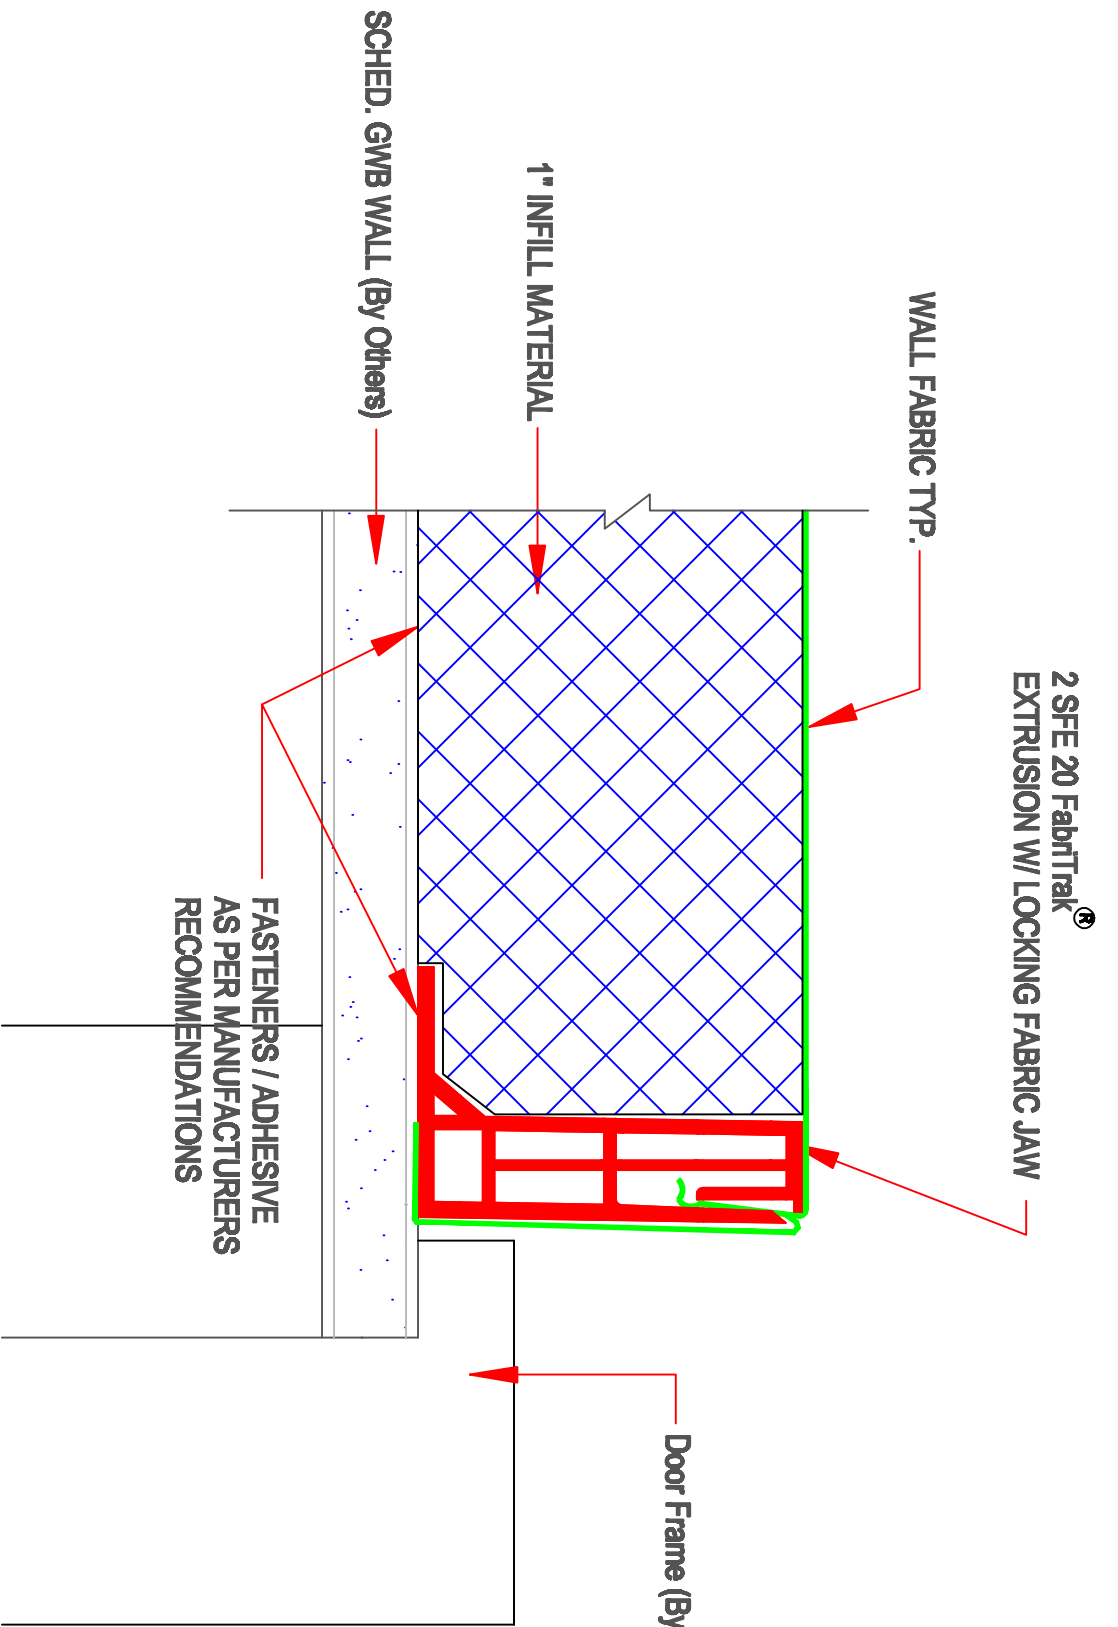 2 SFE 20 FabriTrak®
EXTRUSION W/ LOCKING FABRIC JAW
WALL FABRIC TYP.
1" INFILL MATERIAL
SCHED. GWB WALL (By Others)
Door Frame (By
FASTENERS / ADHESIVE
AS PER MANUFACTURERS
RECOMMENDATIONS